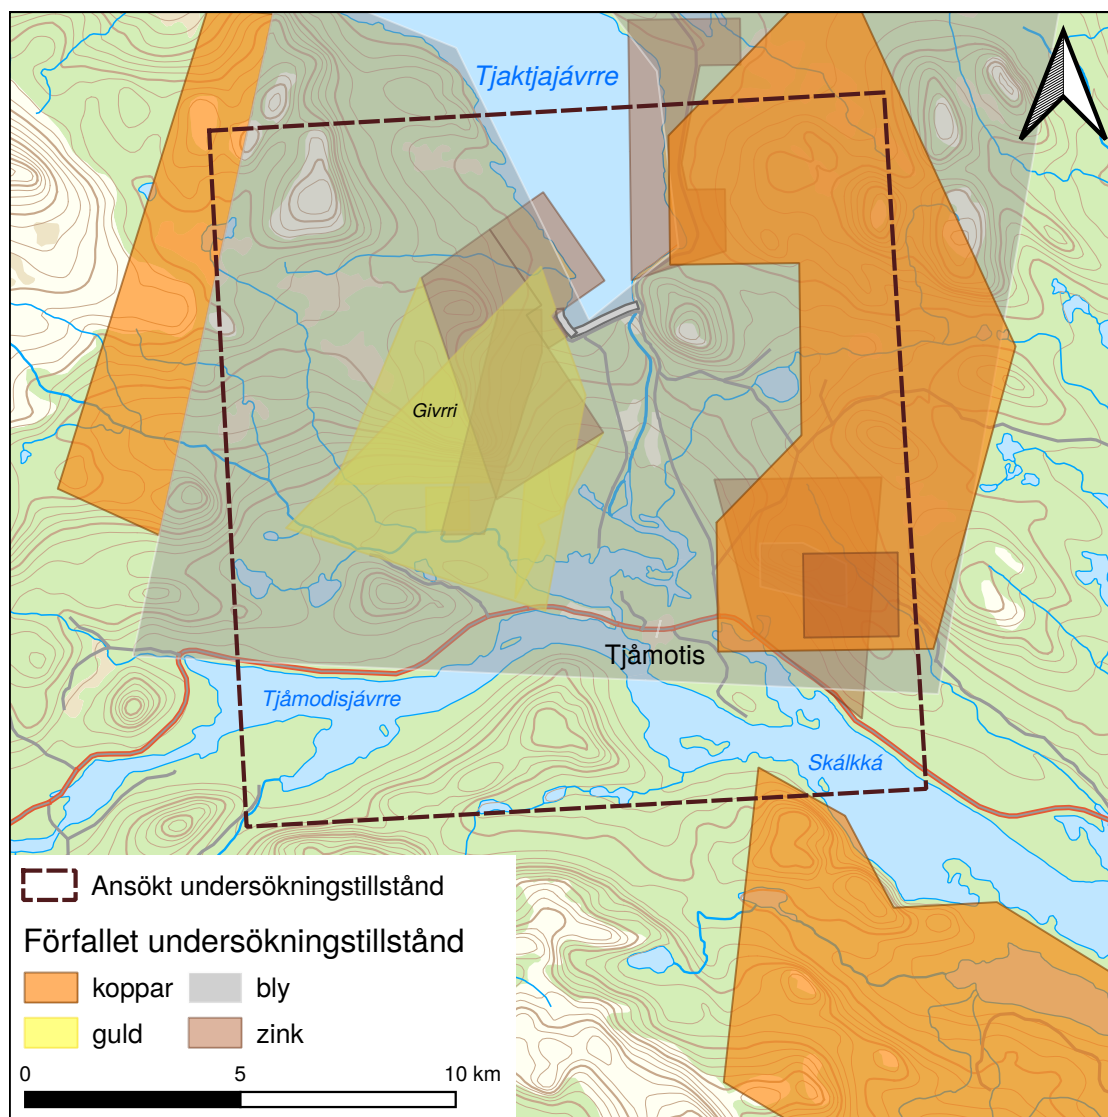 Tjaktjajávrre
Givrri
Tjåmotis
Tjåmodisjávrre
Skálkká
Ansökt undersökningstillstånd
Förfallet undersökningstillstånd
koppar
bly
guld
zink
0
5
10 km